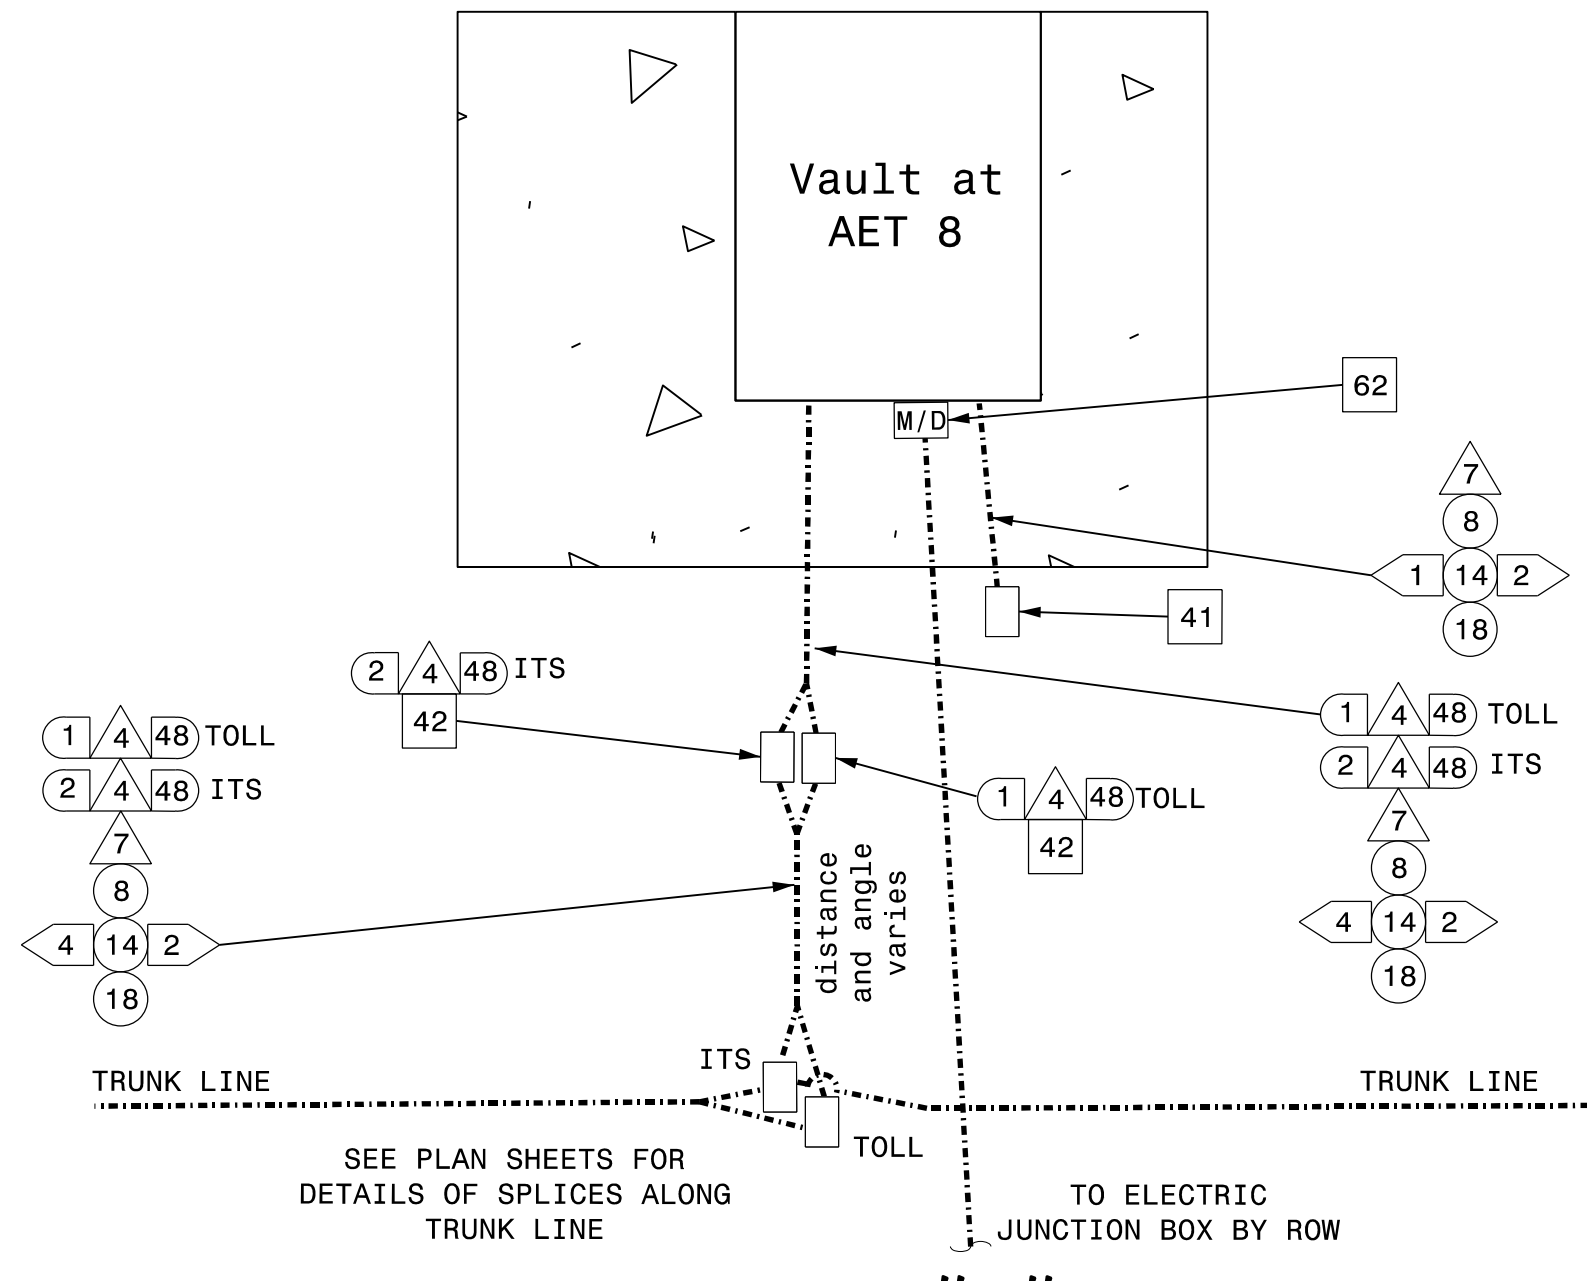 Vault at
AET 8
M/D
62
7
8
1 14 2
18
41
2 4 48 ITS
42
1 4 48 TOLL
2 4 48 ITS
7
8
4 14 2
18
1 4 48 TOLL
2 4 48 ITS
7
8
4 14 2
18
1 4 48 TOLL
42
distance
and angle
varies
ITS
TRUNK LINE
TRUNK LINE
TOLL
SEE PLAN SHEETS FOR
DETAILS OF SPLICES ALONG
TRUNK LINE
TO ELECTRIC
JUNCTION BOX BY ROW